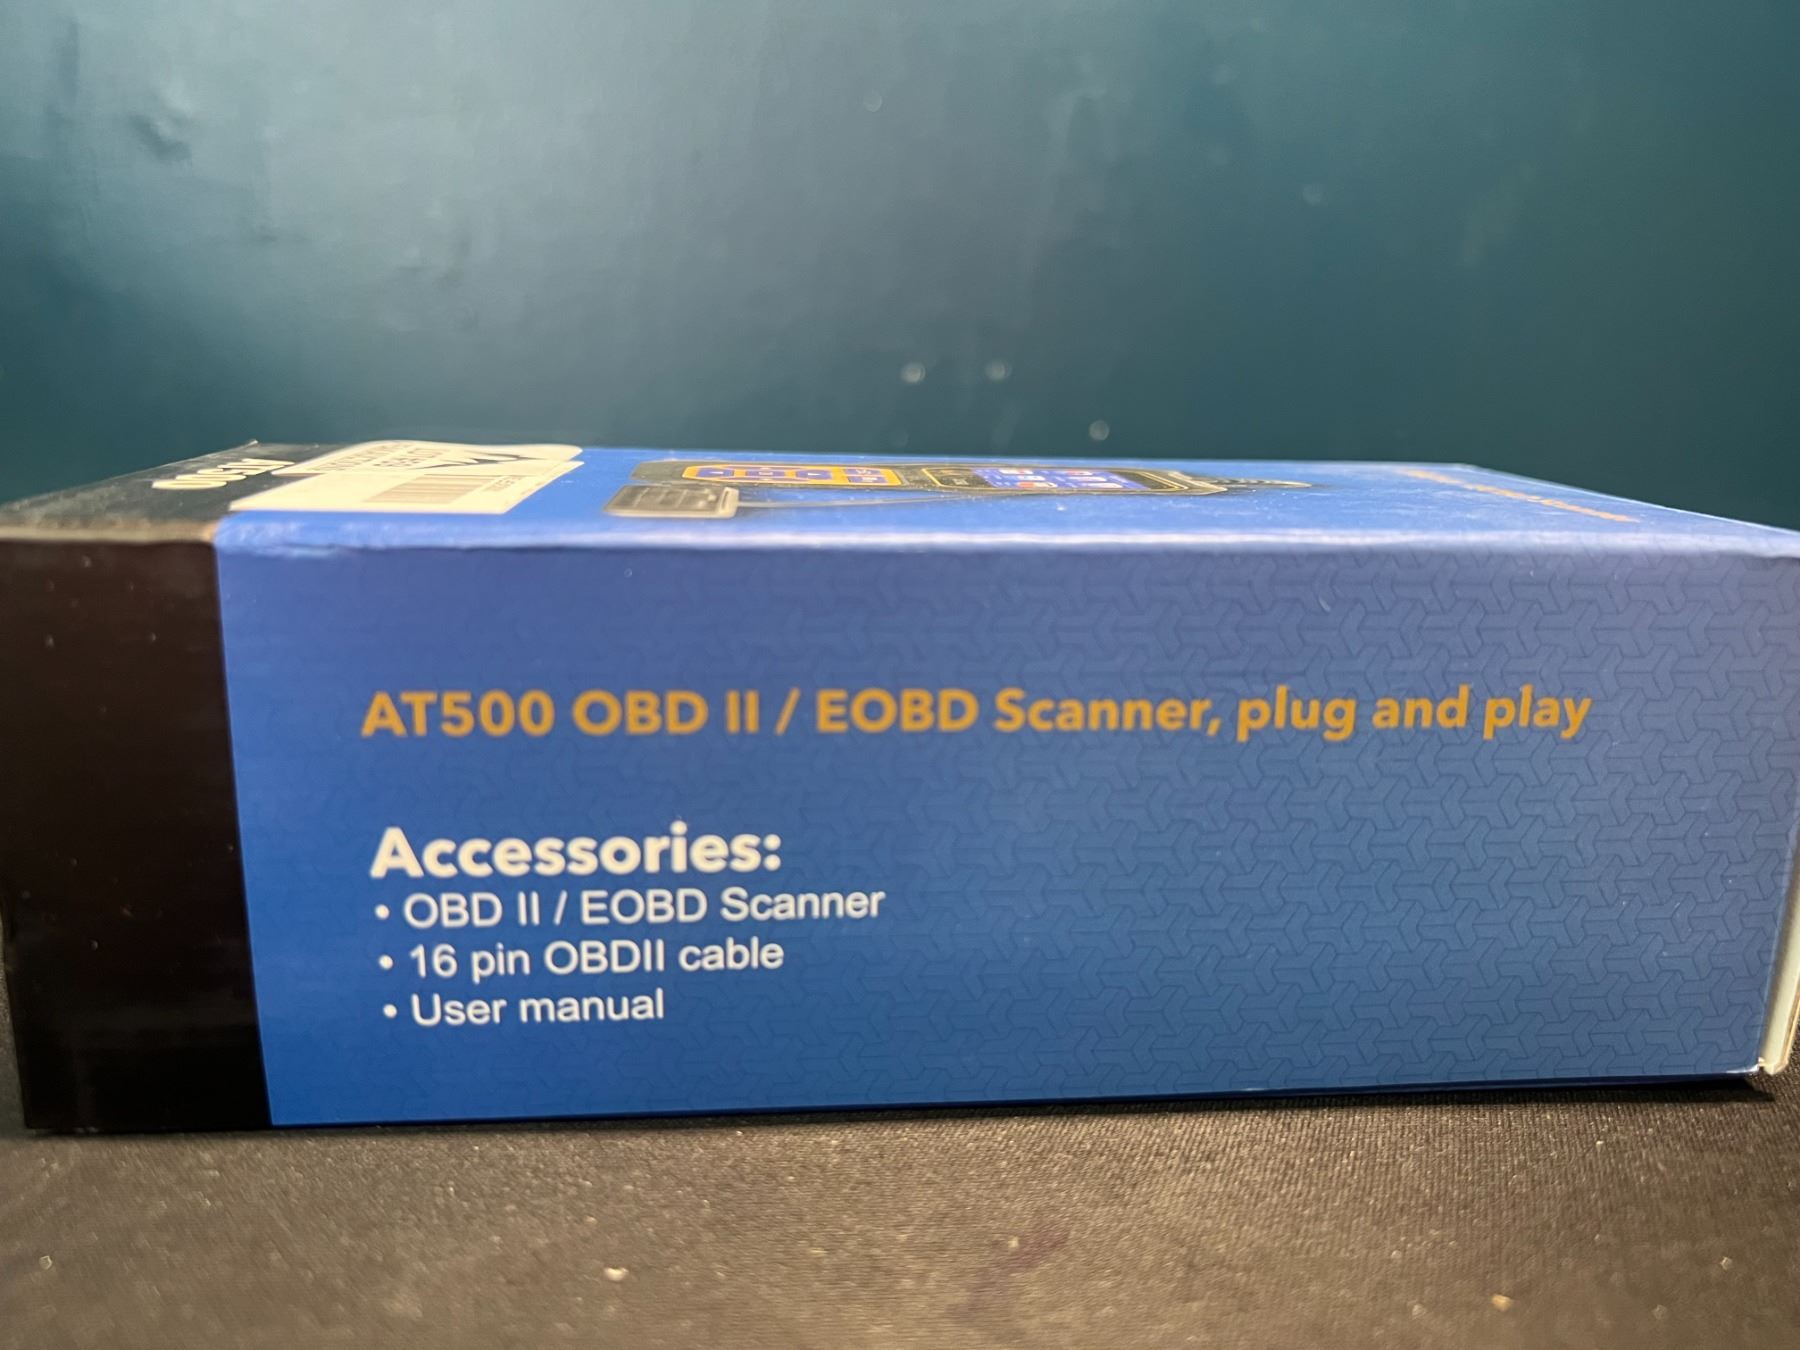 AT500
AT500 OBD II / EOBD Scanner, plug and play
Accessories:
• OBD II / EOBD Scanner
• 16 pin OBDII cable
• User manual